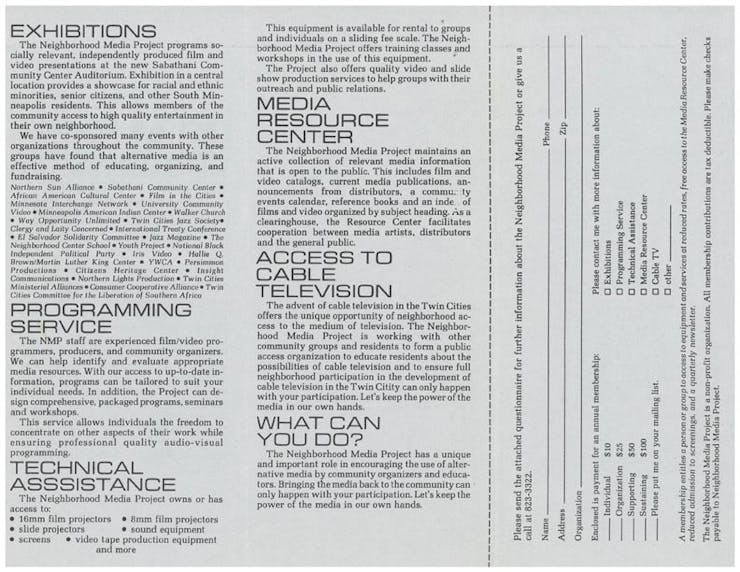 EXHIBITIONS
The Neighborhood Media Project programs so-
cially relevant, independently produced film and
video presentations at the new Sabathani Com-
munity Center Auditorium. Exhibition in a central
location provides a showcase for racial and ethnic
minorities, senior citizens, and other South Min-
neapolis residents. This allows members of the
community access to high quality entertainment in
their own neighborhood.
We have co-sponsored many events with other
organizations throughout the community. These
groups have found that alternative media is an
effective method of educating, organizing, and
fundraising.
Northern Sun Alliance • Sabathani Community Center •
African American Cultural Center • Film in the Cities •
Minnesota Interchange Network • University Community
Video • Minneapolis American Indian Center • Walker Church
• Way Opportunity Unlimited • Twin Cities Jazz Society
Clergy and Laity Concerned • International Treaty Conference
• El Salvador Solidarity Committee • Jazz Magazine • The
Neighborhood Center School • Youth Project • National Black
Independent Political Party • Iris Video • Hallie Q.
Brown/Martin Luther King Center • YWCA • Persimmon
Productions • Citizens Heritage Center • Insight
Communications • Northern Lights Production • Twin Cities
Ministerial Alliances • Consumer Cooperative Alliance • Twin
Cities Committee for the Liberation of Southern Africa
PROGRAMMING
SERVICE
The NMP staff are experienced film/video pro-
grammers, producers, and community organizers.
We can help identify and evaluate appropriate
media resources. With our access to up-to-date in-
formation, programs can be tailored to suit your
individual needs. In addition, the Project can de-
sign comprehensive, packaged programs, seminars
and workshops.
This service allows individuals the freedom to
concentrate on other aspects of their work while
ensuring professional quality audio-visual
programming.
TECHNICAL
ASSSISTANCE
The Neighborhood Media Project owns or has
access to:
• 16mm film projectors • 8mm film projectors
• slide projectors • sound equipment
• screens • video tape production equipment
and more
This equipment is available for rental to groups
and individuals on a sliding fee scale. The Neigh-
borhood Media Project offers training classes and
workshops in the use of this equipment.
The Project also offers quality video and slide
show production services to help groups with their
outreach and public relations.
MEDIA
RESOURCE
CENTER
The Neighborhood Media Project maintains an
active collection of relevant media information
that is open to the public. This includes film and
video catalogs, current media publications, an-
nouncements from distributors, a
events calendar, reference books and an of
films and video organized by subject heading. As a
clearinghouse, the Resource Center facilitates
cooperation between media artists, distributors
and the general public.
ACCESS TO
CABLE
TELEVISION
The advent of cable television in the Twin Cities
offers the unique opportunity of neighborhood ac-
cess to the medium of television. The Neighbor-
hood Media Project is working with other
community groups and residents to form a public
access organization to educate residents about the
possibilities of cable television and to ensure full
neighborhood participation in the development of
cable television in the Twin Citity can only happen
with your participation. Let's keep the power of the
media in our own hands.
WHAT CAN
YOU DO?
The Neighborhood Media Project has a unique
and important role in encouraging the use of alter-
native media by community organizers and educa-
tors. Bringing the media back to the community can
only happen with your participation. Let's keep the
power of the media in our own hands.
Please send the attached questionnaire for further information about the Neighborhood Media Project or give us a
call at 823-3322.
Name Phone
Address Zip
Organization
Enclosed is payment for an annual membership:
Individual $10
Organization $25
Supporting $50
Sustaining $100
Please put me on your mailing list.
Please contact me with more information about:
□ Exhibitions
□ Programming Service
□ Technical Assistance
□ Media Resource Center
□ Cable TV
□ other
A membership entitles a person or group to access to equipment and services at reduced rates, free access to the Media Resource Center,
reduced admission to screenings, and a quarterly newsletter.
The Neighborhood Media Project is a non-profit organization. All membership contributions are tax deductible. Please make checks
payable to Neighborhood Media Project.